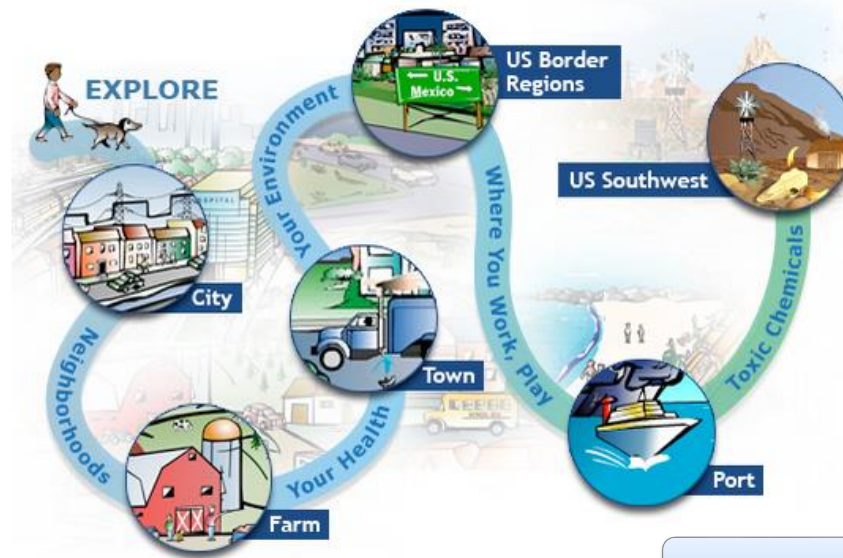 EXPLORE
City
Neighborhoods
Farm
Your Health
Town
Your Environment
US Border
Regions
← U.S.
Mexico →
Where You Work, Play
Port
Toxic Chemicals
US Southwest
SPITAL